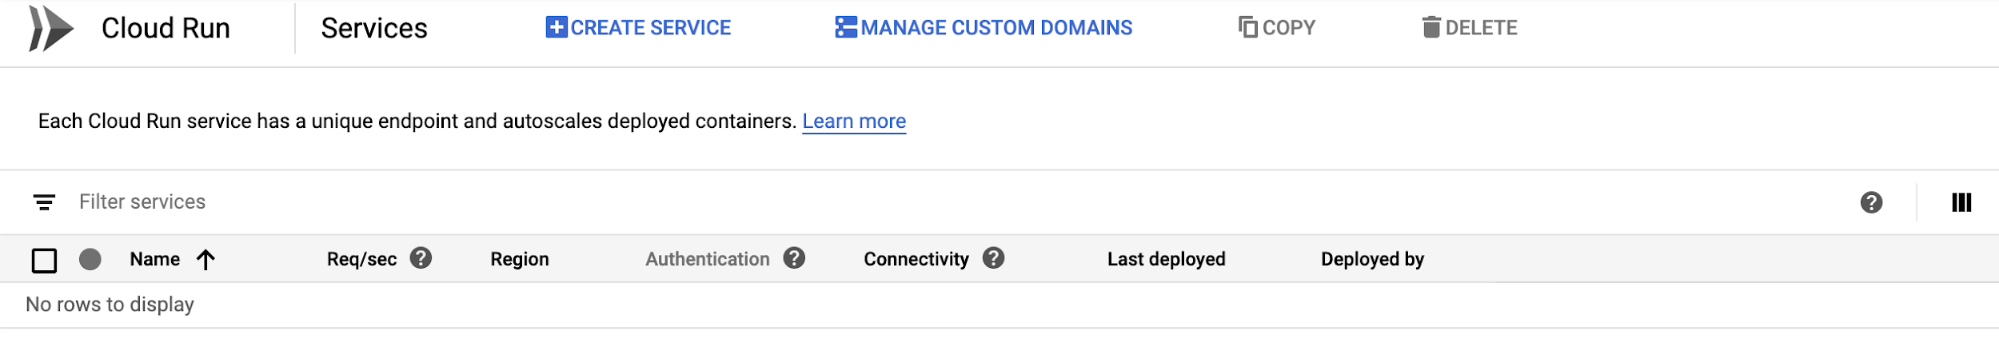 Cloud Run Services CREATE SERVICE MANAGE CUSTOM DOMAINS COPY DELETE
Each Cloud Run service has a unique endpoint and autoscales deployed containers. Learn more
Filter services
Name Req/sec Region Authentication Connectivity Last deployed Deployed by
No rows to display